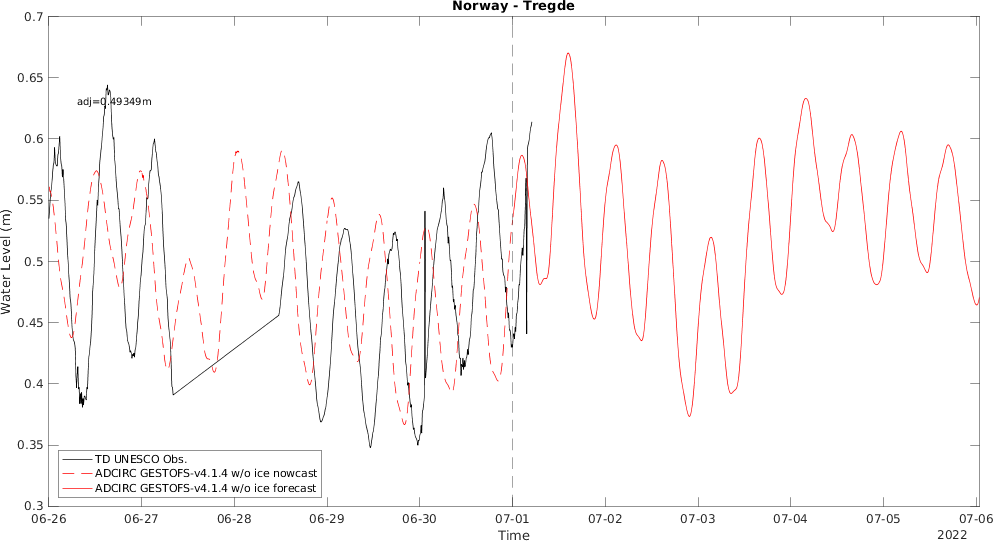 Norway - Tregde
0.7
0.65
0.6
0.55
0.5
0.45
0.4
0.35
0.3
Water Level (m)
adj=0.49349m
TD UNESCO Obs.
ADCIRC GESTOFS-v4.1.4 w/o ice nowcast
ADCIRC GESTOFS-v4.1.4 w/o ice forecast
06-26 06-27 06-28 06-29 06-30 07-01 07-02 07-03 07-04 07-05 07-06
Time
2022